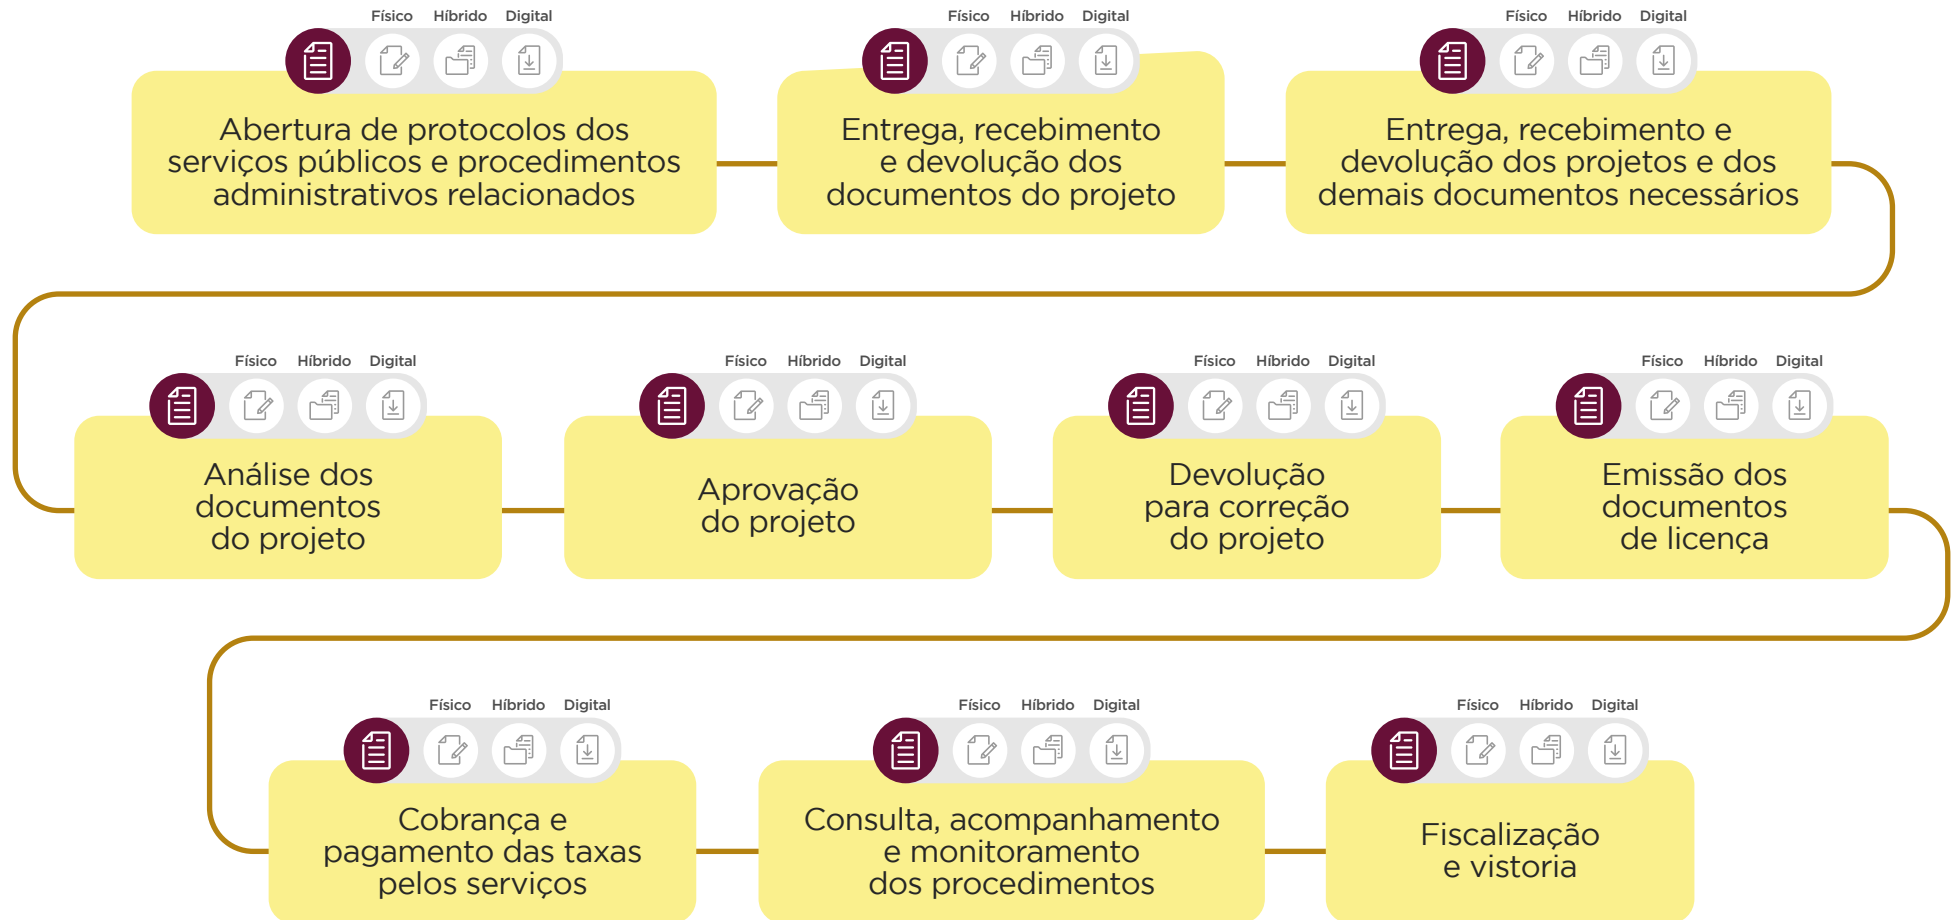 Físico Híbrido Digital
Abertura de protocolos dos
serviços públicos e procedimentos
administrativos relacionados
Físico Híbrido Digital
Entrega, recebimento
e devolução dos
documentos do projeto
Físico Híbrido Digital
Entrega, recebimento e
devolução dos projetos e dos
demais documentos necessários
Físico Híbrido Digital
Análise dos
documentos
do projeto
Físico Híbrido Digital
Aprovação
do projeto
Físico Híbrido Digital
Devolução
para correção
do projeto
Físico Híbrido Digital
Emissão dos
documentos
de licença
Físico Híbrido Digital
Cobrança e
pagamento das taxas
pelos serviços
Físico Híbrido Digital
Consulta, acompanhamento
e monitoramento
dos procedimentos
Físico Híbrido Digital
Fiscalização
e vistoria